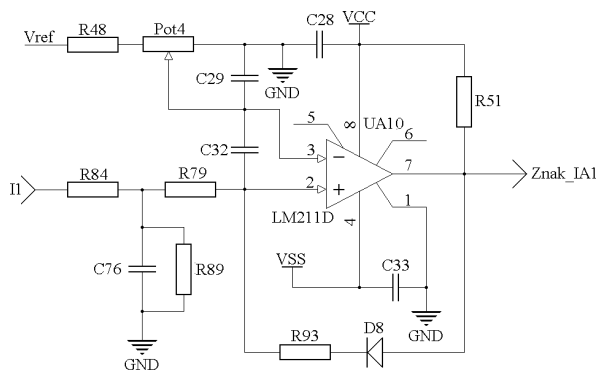 Vref
R48
Pot4
C28
VCC
C29
GND
R51
5
8
UA10
6
C32
3
−
7
Znak_IA1
I1
R84
R79
2
+
1
LM211D
4
C76
R89
VSS
C33
GND
GND
R93
D8